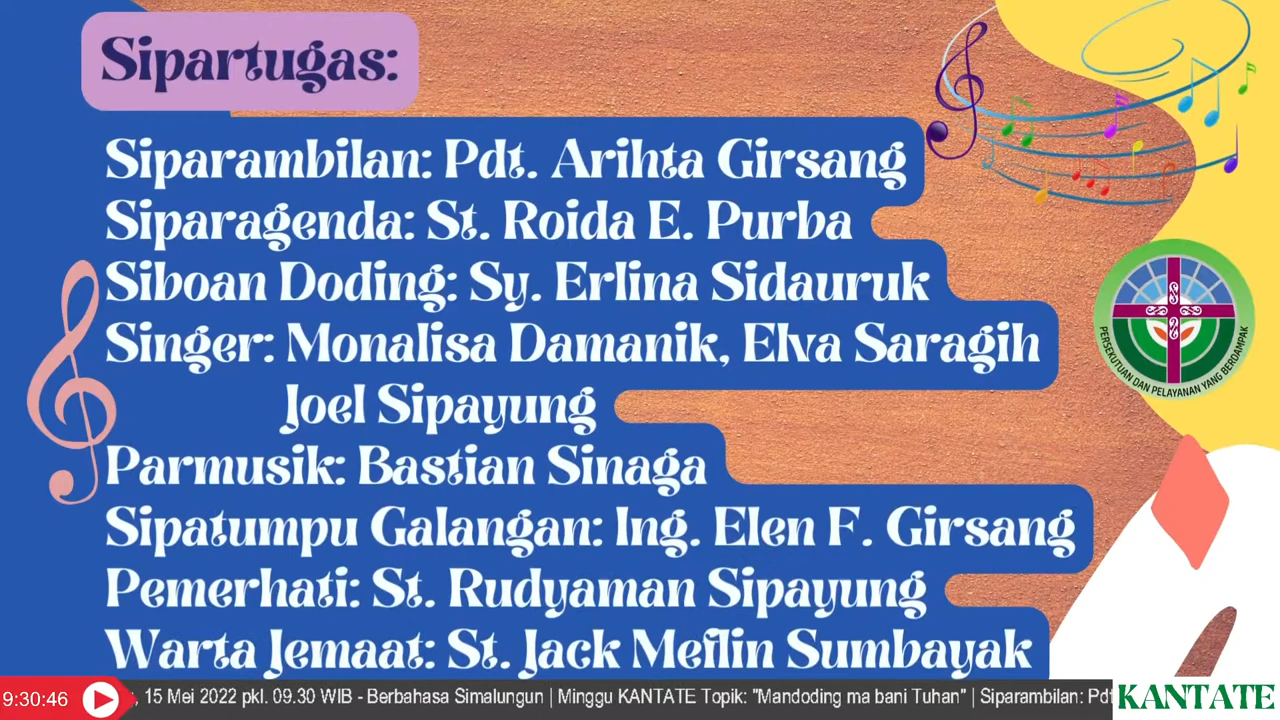 Sipartugas:
Siparambilan: Pdt. Arihta Girsang
Siparagenda: St. Roida E. Purba
Siboan Doding: Sy. Erlina Sidauruk
Singer: Monalisa Damanik, Elva Saragih
Joel Sipayung
Parmusik: Bastian Sinaga
Sipatumpu Galangan: Ing. Elen F. Girsang
Pemerhati: St. Rudyaman Sipayung
Warta Jemaat: St. Jack Meflin Sumbayak
PERSEKUTUAN DAN PELAYANAN YANG BERDAMPAK
9:30:46
, 15 Mei 2022 pkl. 09.30 WIB - Berbahasa Simalungun | Minggu KANTATE Topik: "Mandoding ma bani Tuhan" | Siparambilan: Pdt
KANTATE